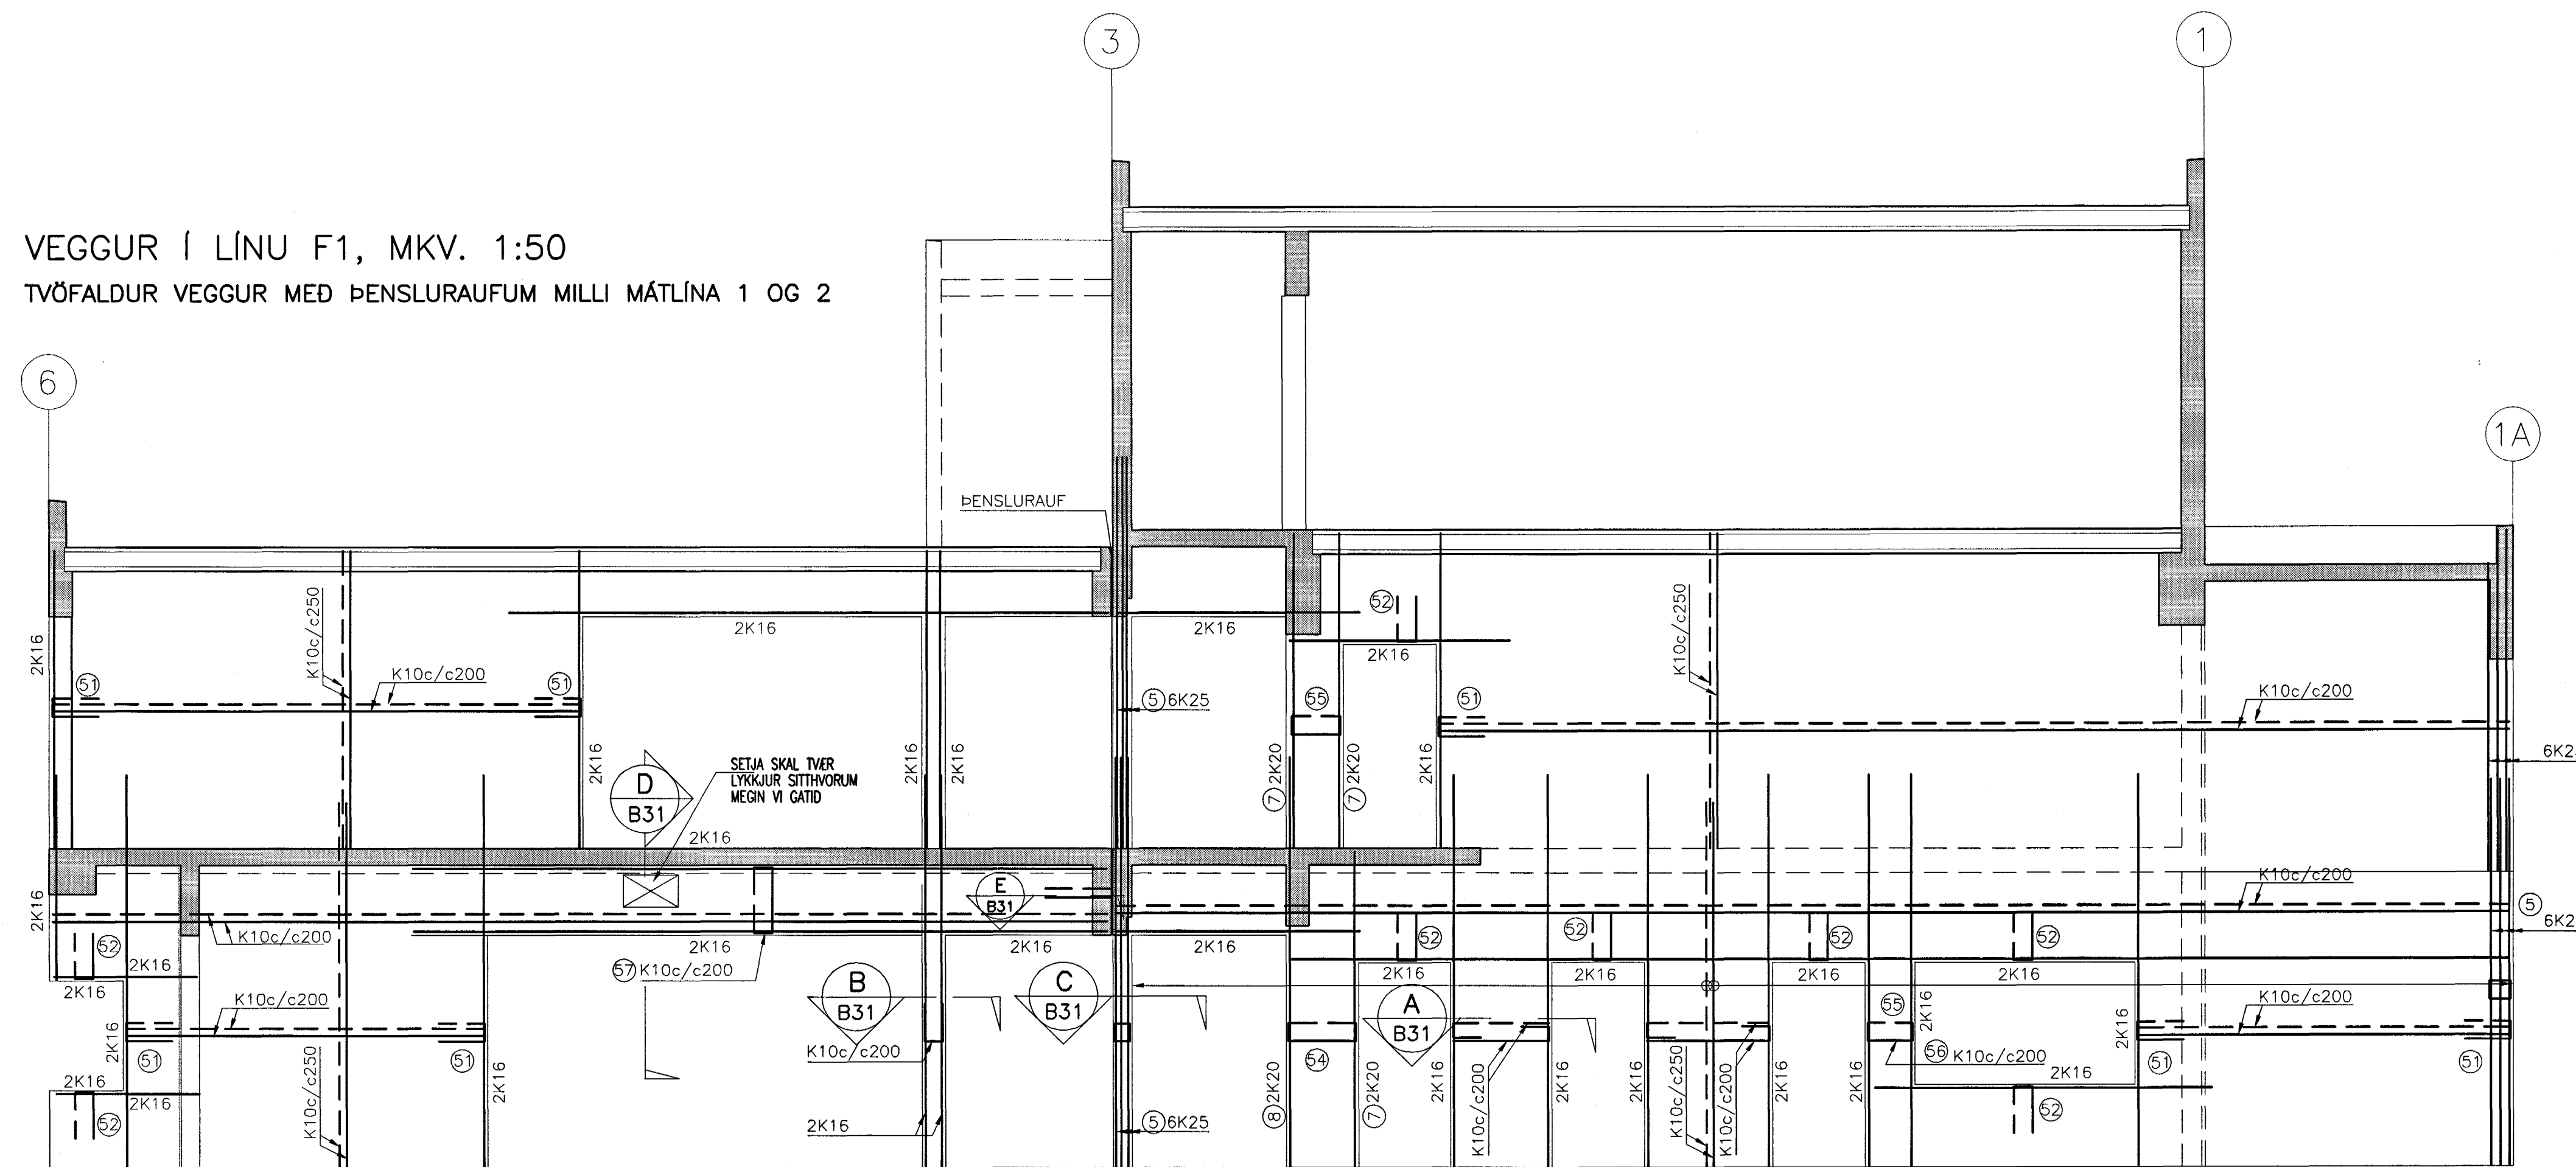 3
1
VEGGUR Í LÍNU F1, MKV. 1:50
TVÖFALDUR VEGGUR MEÐ ÞENSLURAUFUM MILLI MÁTLÍNA 1 OG 2
6
1A
ÞENSLURAUF
K10c/c250
52
K10c/c250
2K16
2K16
2K16
2K16
51
K10c/c200
51
5 6K25
55
51
K10c/c200
2K16
2K16
2K16
7 2K20
7 2K20
2K16
SETJA SKAL TVÆR
LYKKJUR SITTHVORUM
MEGIN VI GATID
D
B31
2K16
2K16
E
B31
K10c/c200
5
K10c/c200
52
2K16
2K16
2K16
2K16
52
52
52
52
57 K10c/c200
2K16
2K16
2K16
2K16
2K16
K10c/c200
B
B31
C
B31
A
B31
55
2K16
K10c/c200
2K16
2K16
51
51
K10c/c200
54
56 K10c/c200
51
51
2K16
2K16
2K16
52
K10c/c250
2K16
2K16
5 6K25
8 2K20
7 2K20
2K16
K10c/c200
2K16
2K16
K10c/c250
K10c/c200
2K16
2K16
52